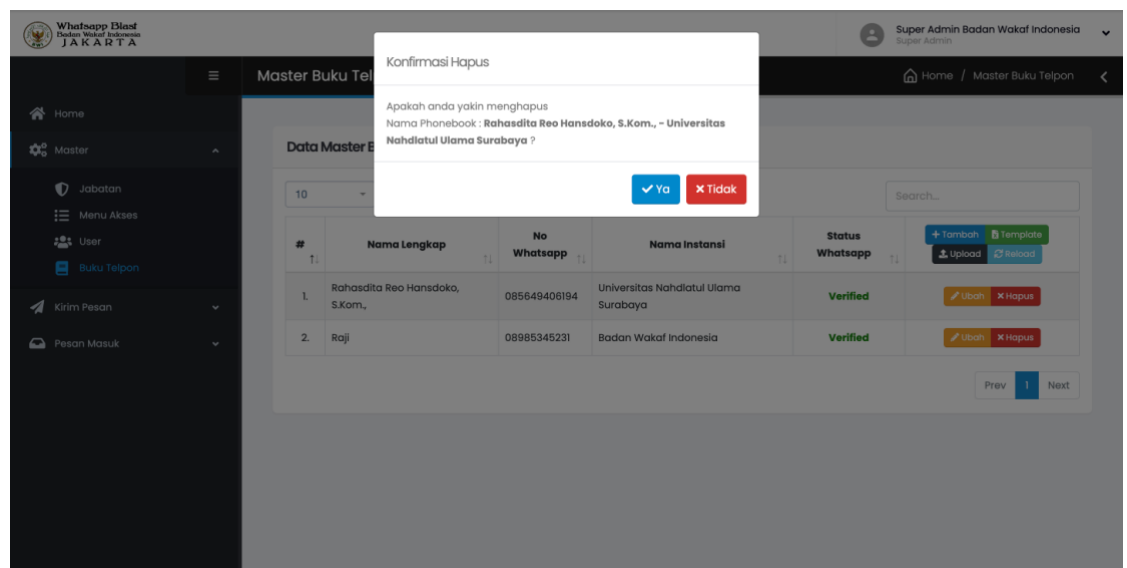 Whatsapp Blast
Badan Wakaf Indonesia
JAKARTA
Super Admin Badan Wakaf Indonesia
Super Admin
Konfirmasi Hapus
Apakah anda yakin menghapus
Nama Phonebook : Rahasdita Reo Hansdoko, S.Kom., - Universitas
Nahdlatul Ulama Surabaya ?
Ya
Tidak
Master Buku Tel
Home / Master Buku Telpon
Home
Master
Jabatan
Menu Akses
User
Buku Telpon
Kirim Pesan
Pesan Masuk
Data Master B
10
Search...
# Nama Lengkap No Whatsapp Nama Instansi Status Whatsapp
Tambah Template
Upload Reload
1. Rahasdita Reo Hansdoko, S.Kom., 085649406194 Universitas Nahdlatul Ulama Surabaya Verified Ubah Hapus
2. Raji 08985345231 Badan Wakaf Indonesia Verified Ubah Hapus
Prev 1 Next